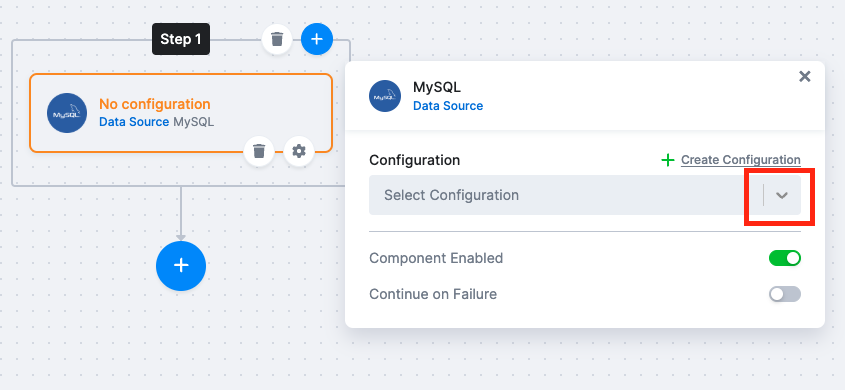 Step 1
No configuration
Data Source MySQL
MySQL
MySQL
Data Source
MySQL
Configuration
Create Configuration
Select Configuration
Component Enabled
Continue on Failure